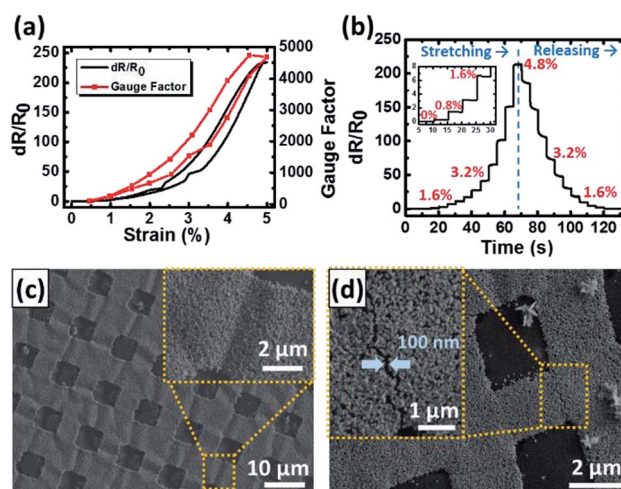 (a)
250
200
150
100
50
0
dR/R0
dR/R0
Gauge Factor
5000
4000
3000
2000
1000
0
Gauge Factor
0 1 2 3 4 5
Strain (%)
(b)
250
200
150
100
50
0
dR/R0
Stretching → Releasing →
4.8%
8
6
4
2
0
1.6%
0.8%
0%
5 10 15 20 25 30
3.2% 3.2%
1.6% 1.6%
0 20 40 60 80 100 120
Time (s)
(c)
2 μm
10 μm
(d)
100 nm
1 μm
2 μm